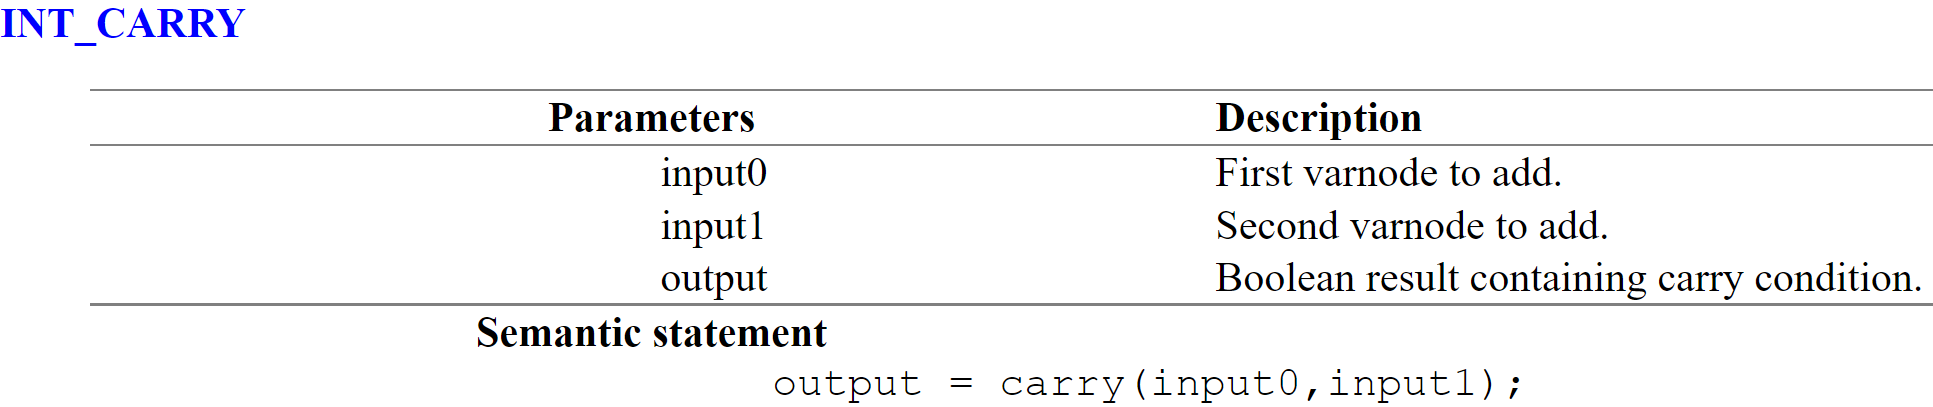 INT_CARRY
Parameters Description
input0 First varnode to add.
input1 Second varnode to add.
output Boolean result containing carry condition.
Semantic statement
output = carry(input0,input1);